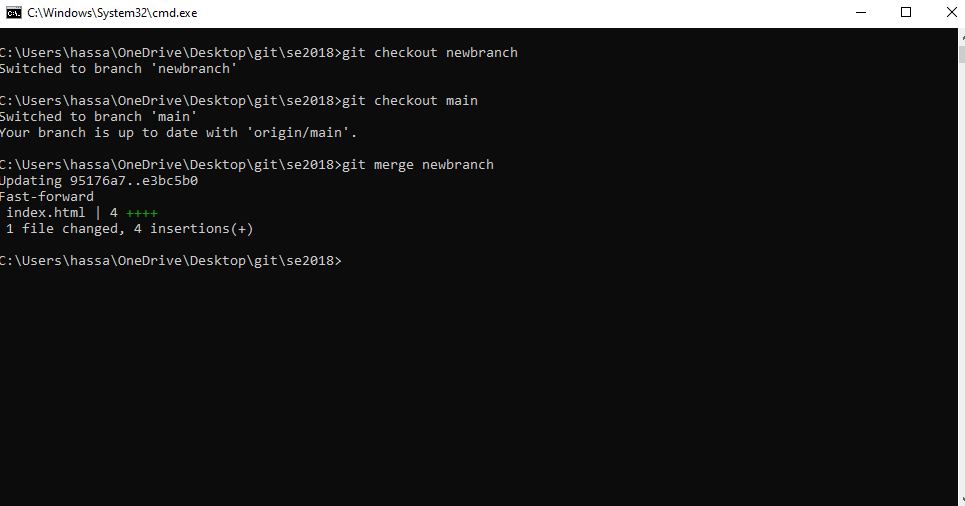 C:\Windows\System32\cmd.exe
C:\Users\hassa\OneDrive\Desktop\git\se2018>git checkout newbranch
Switched to branch 'newbranch'
C:\Users\hassa\OneDrive\Desktop\git\se2018>git checkout main
Switched to branch 'main'
Your branch is up to date with 'origin/main'.
C:\Users\hassa\OneDrive\Desktop\git\se2018>git merge newbranch
Updating 95176a7..e3bc5b0
Fast-forward
index.html | 4 ++++
1 file changed, 4 insertions(+)
C:\Users\hassa\OneDrive\Desktop\git\se2018>